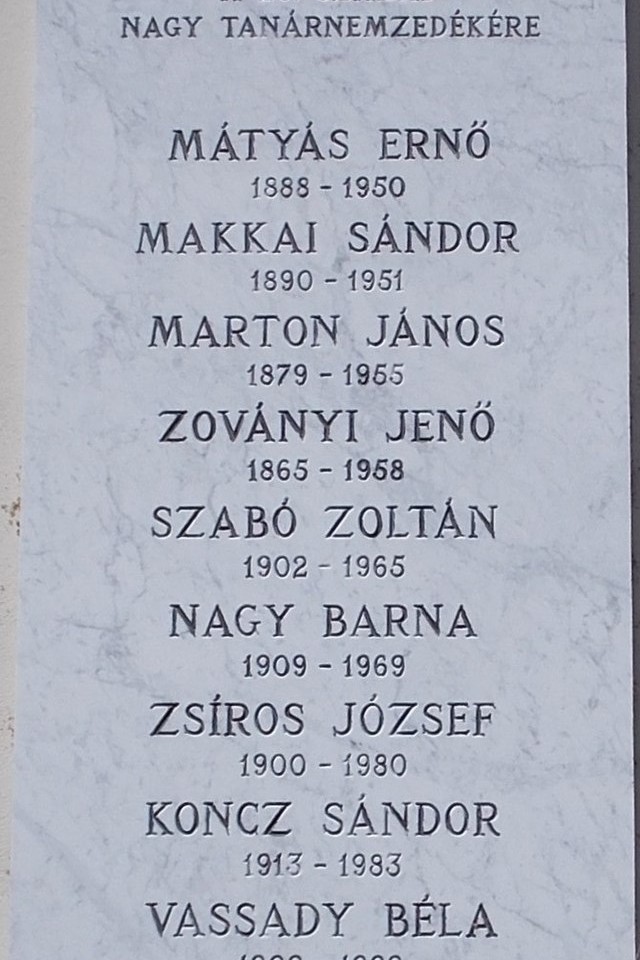 NAGY TANÁRNEMZEDÉKÉRE
MÁTYÁS ERNŐ
1888 - 1950
MAKKAI SÁNDOR
1890 - 1951
MARTON JÁNOS
1879 - 1955
ZOVÁNYI JENŐ
1865 - 1958
SZABÓ ZOLTÁN
1902 - 1965
NAGY BARNA
1909 - 1969
ZSÍROS JÓZSEF
1900 - 1980
KONCZ SÁNDOR
1913 - 1983
VASSADY BÉLA